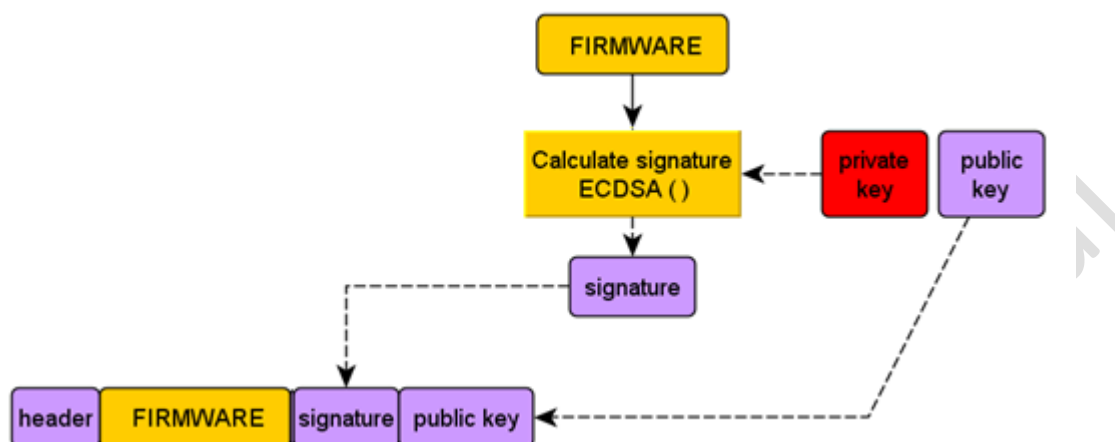 FIRMWARE
Calculate signature
ECDSA ( )
private
key
public
key
signature
header
FIRMWARE
signature
public key